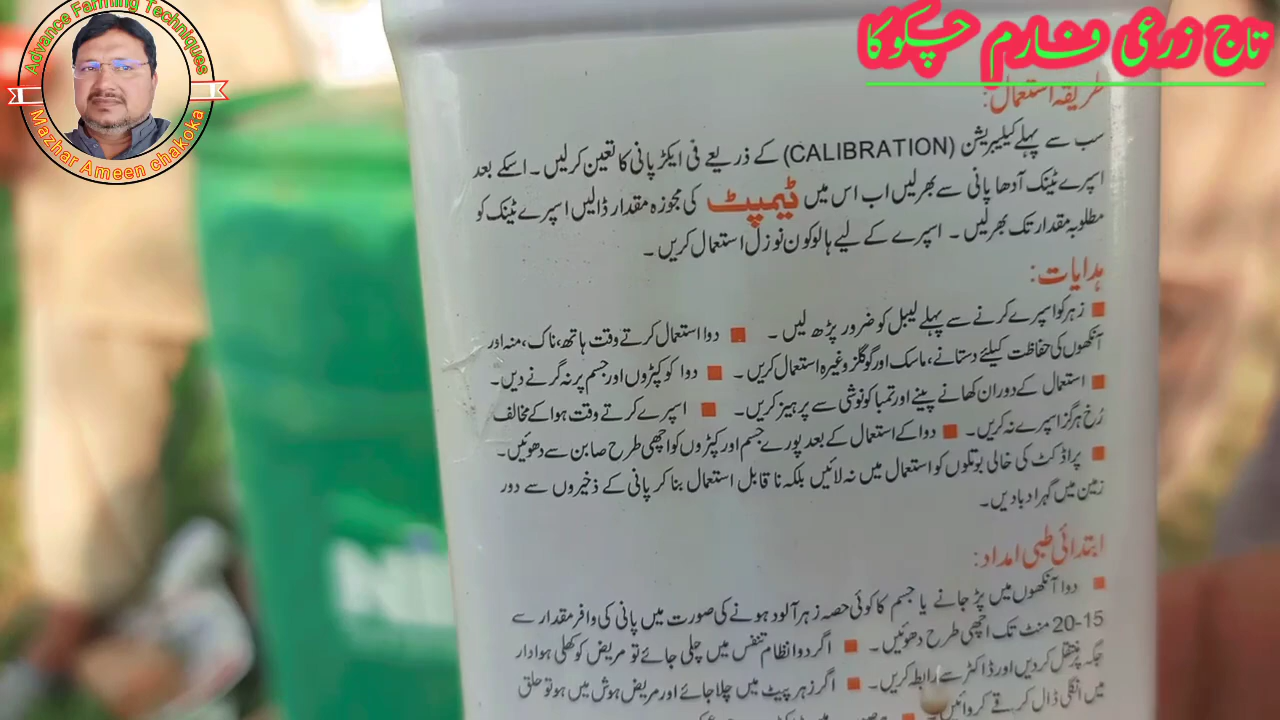 Advance Farming Techniques
Mazhar Ameen chakoka
تاج زرعی فارم چکوکا
طریقہ استعمال:
سب سے پہلے کیلیبریشن (CALIBRATION) کے ذریعے فی ایکڑ پانی کا تعین کر لیں۔ اسکے بعد
اسپرے ٹینک آدھا پانی سے بھر لیں اب اس میں ٹیمپٹ کی مجوزہ مقدار ڈالیں اسپرے ٹینک کو
مطلوبہ مقدار تک بھر لیں۔ اسپرے کے لیے ہالوکون نوزل استعمال کریں۔
ہدایات:
■ زہر کو اسپرے کرنے سے پہلے لیبل کو ضرور پڑھ لیں۔ ■ دوا استعمال کرتے وقت ہاتھ، ناک، منہ اور
آنکھوں کی حفاظت کیلئے دستانے، ماسک اور گوگلز وغیرہ استعمال کریں۔ ■ دوا کو کپڑوں اور جسم پر نہ گرنے دیں۔
■ استعمال کے دوران کھانے پینے اور تمباکو نوشی سے پرہیز کریں۔ ■ اسپرے کرتے وقت ہوا کے مخالف
رُخ ہرگز اسپرے نہ کریں۔ ■ دوا کے استعمال کے بعد پورے جسم اور کپڑوں کو اچھی طرح صابن سے دھوئیں۔
■ پراڈکٹ کی خالی بوتلوں کو استعمال میں نہ لائیں بلکہ ناقابل استعمال بنا کر پانی کے ذخیروں سے دور
زمین میں گہرا دبا دیں۔
ابتدائی طبی امداد:
■ دوا آنکھوں میں پڑ جانے یا جسم کا کوئی حصہ زہر آلود ہونے کی صورت میں پانی کی وافر مقدار سے
15-20 منٹ تک اچھی طرح دھوئیں۔ ■ اگر دوا نظام تنفس میں چلی جائے تو مریض کو کھلی ہوادار
جگہ پر منتقل کر دیں اور ڈاکٹر سے رابطہ کریں۔ ■ اگر زہر پیٹ میں چلا جائے اور مریض ہوش میں ہو تو حلق
میں انگلی ڈال کر قے کروائیں۔